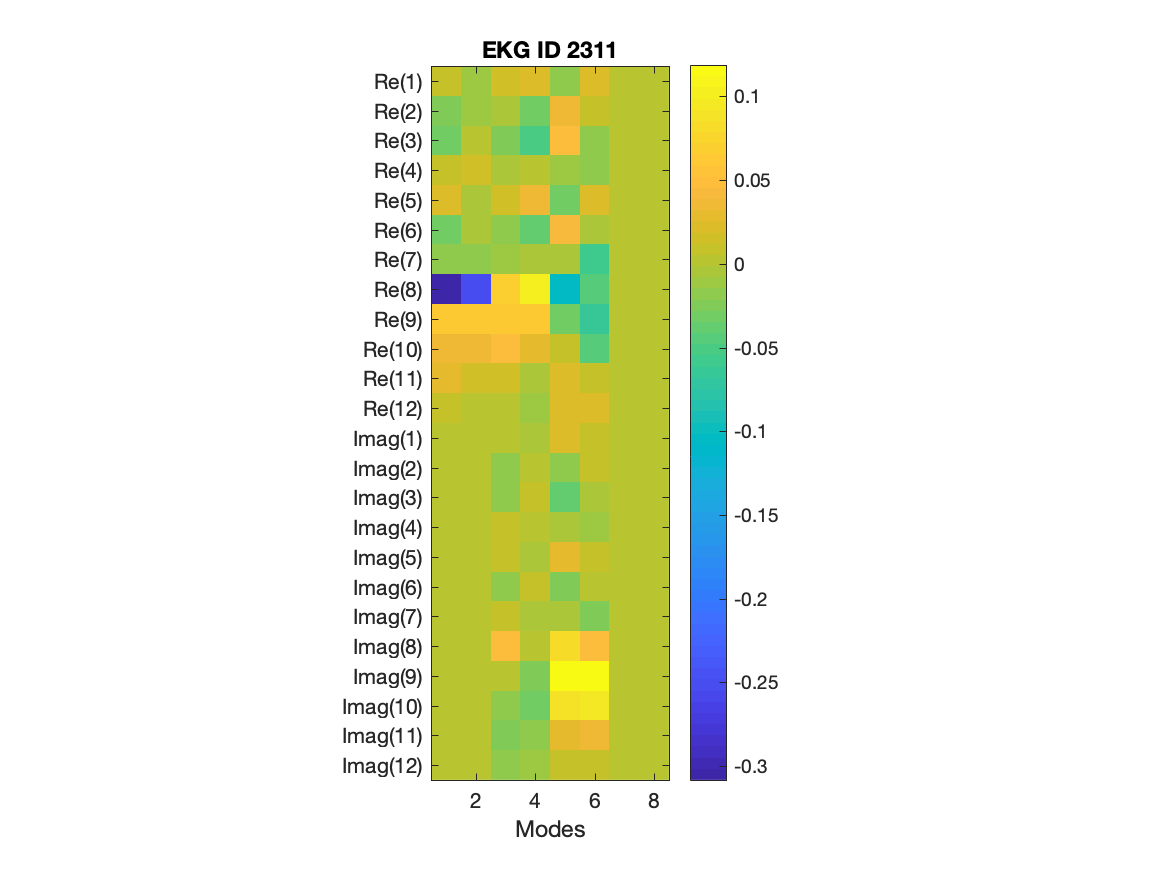 EKG ID 2311
Re(1)
Re(2)
Re(3)
Re(4)
Re(5)
Re(6)
Re(7)
Re(8)
Re(9)
Re(10)
Re(11)
Re(12)
Imag(1)
Imag(2)
Imag(3)
Imag(4)
Imag(5)
Imag(6)
Imag(7)
Imag(8)
Imag(9)
Imag(10)
Imag(11)
Imag(12)
2 4 6 8
Modes
0.1
0.05
0
-0.05
-0.1
-0.15
-0.2
-0.25
-0.3